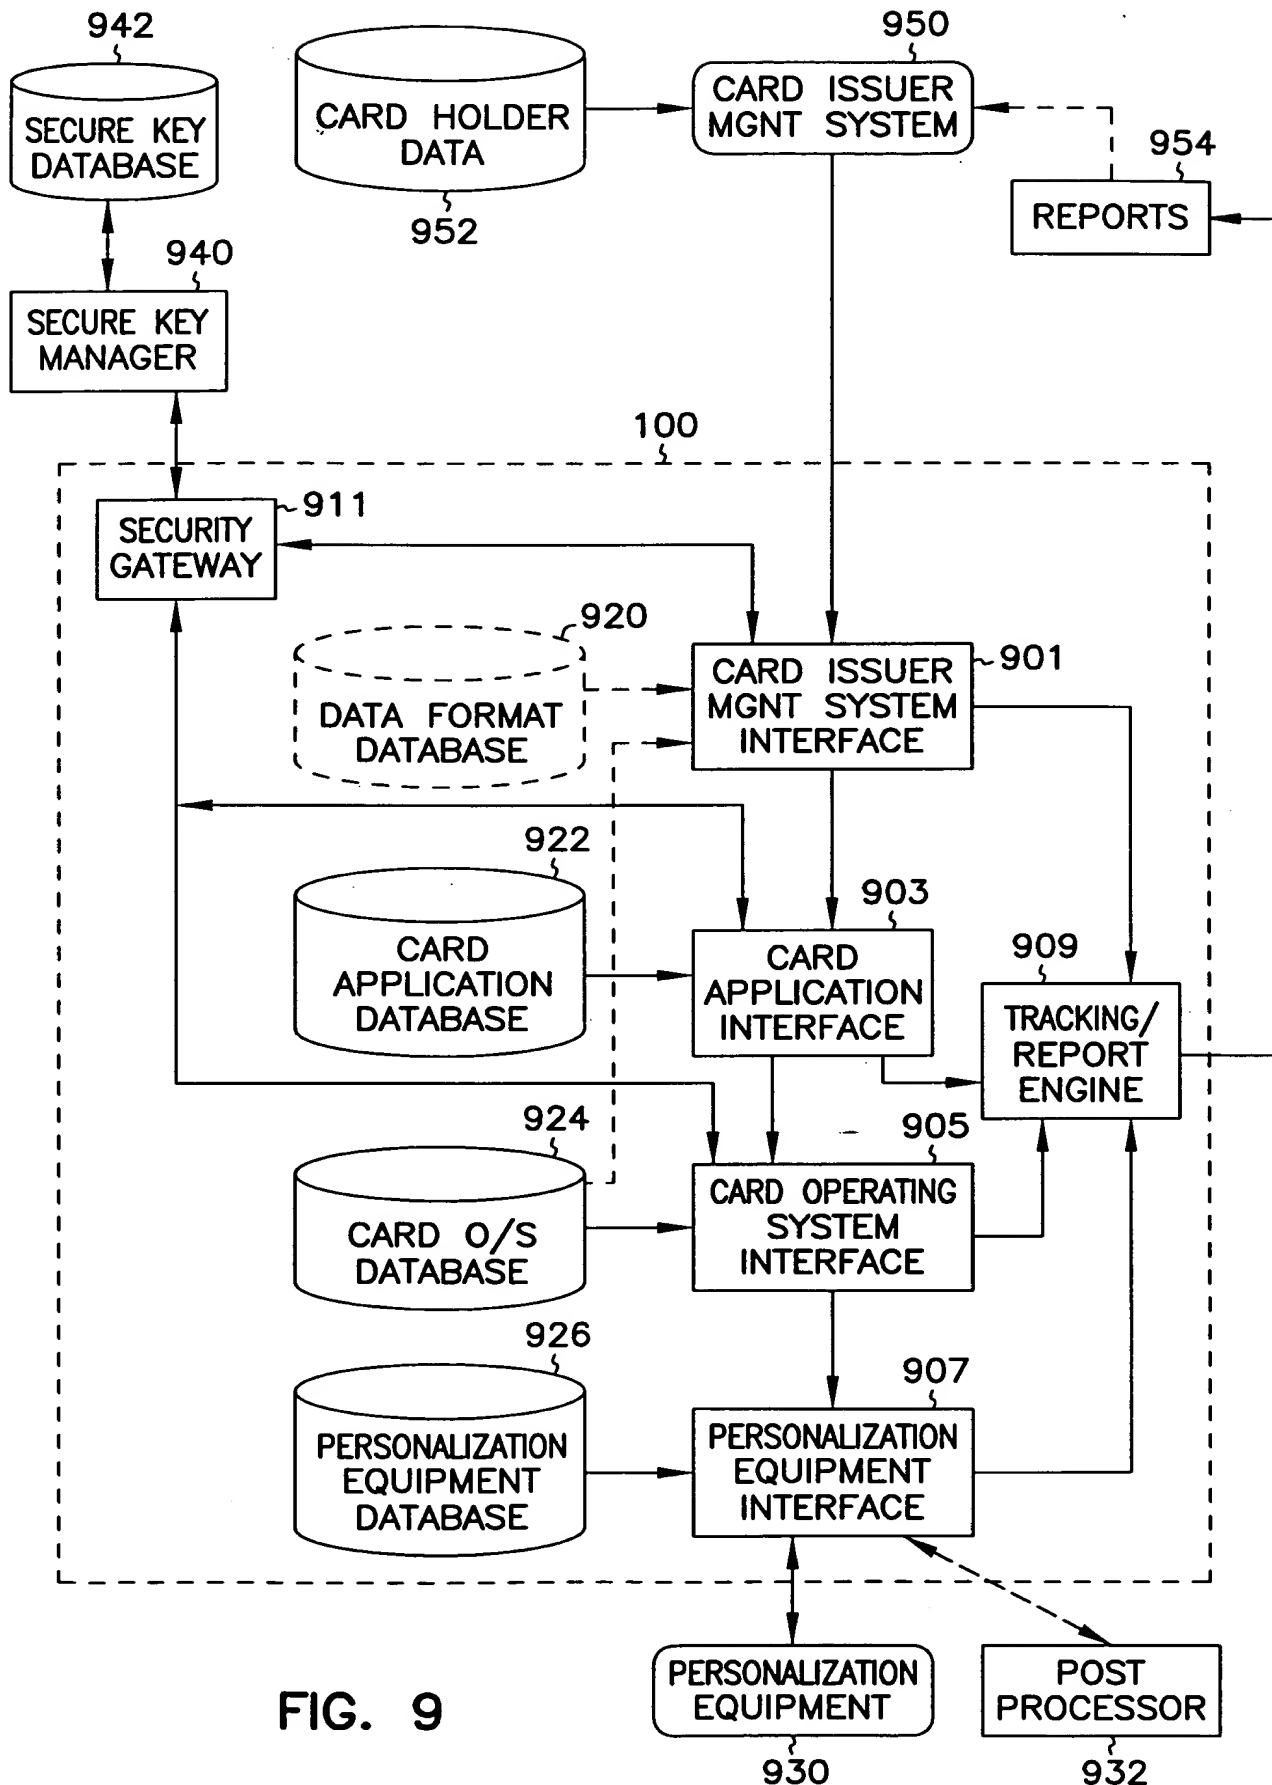 942
950
SECURE KEY
DATABASE
CARD HOLDER
DATA
952
CARD ISSUER
MGNT SYSTEM
954
REPORTS
940
SECURE KEY
MANAGER
100
911
SECURITY
GATEWAY
920
DATA FORMAT
DATABASE
901
CARD ISSUER
MGNT SYSTEM
INTERFACE
922
CARD
APPLICATION
DATABASE
903
CARD
APPLICATION
INTERFACE
909
TRACKING/
REPORT
ENGINE
924
CARD O/S
DATABASE
905
CARD OPERATING
SYSTEM
INTERFACE
926
PERSONALIZATION
EQUIPMENT
DATABASE
907
PERSONALIZATION
EQUIPMENT
INTERFACE
PERSONALIZATION
EQUIPMENT
930
POST
PROCESSOR
932
FIG. 9